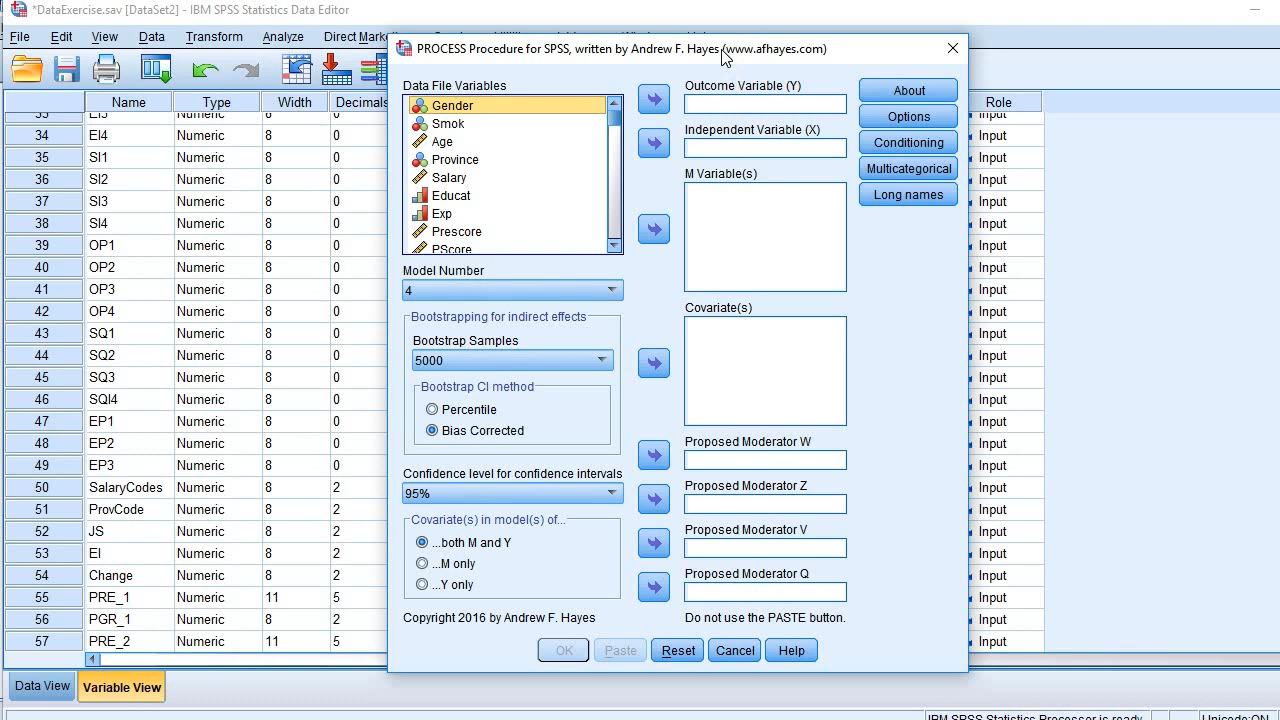 *DataExercise.sav [DataSet2] - IBM SPSS Statistics Data Editor
File Edit View Data Transform Analyze Direct Mark
Name Type Width Decimals Role
33 EI3 Numeric 8 0 Input
34 EI4 Numeric 8 0 Input
35 SI1 Numeric 8 0 Input
36 SI2 Numeric 8 0 Input
37 SI3 Numeric 8 0 Input
38 SI4 Numeric 8 0 Input
39 OP1 Numeric 8 0 Input
40 OP2 Numeric 8 0 Input
41 OP3 Numeric 8 0 Input
42 OP4 Numeric 8 0 Input
43 SQ1 Numeric 8 0 Input
44 SQ2 Numeric 8 0 Input
45 SQ3 Numeric 8 0 Input
46 SQI4 Numeric 8 0 Input
47 EP1 Numeric 8 0 Input
48 EP2 Numeric 8 0 Input
49 EP3 Numeric 8 0 Input
50 SalaryCodes Numeric 8 2 Input
51 ProvCode Numeric 8 2 Input
52 JS Numeric 8 2 Input
53 EI Numeric 8 2 Input
54 Change Numeric 8 2 Input
55 PRE_1 Numeric 11 5 Input
56 PGR_1 Numeric 8 2 Input
57 PRE_2 Numeric 11 5 Input
Data View Variable View
IBM SPSS Statistics Processor is ready Unicode:ON
PROCESS Procedure for SPSS, written by Andrew F. Hayes (www.afhayes.com)
Data File Variables
Gender
Smok
Age
Province
Salary
Educat
Exp
Prescore
PScore
Model Number
4
Bootstrapping for indirect effects
Bootstrap Samples
5000
Bootstrap CI method
Percentile
Bias Corrected
Confidence level for confidence intervals
95%
Covariate(s) in model(s) of...
...both M and Y
...M only
...Y only
Copyright 2016 by Andrew F. Hayes
Outcome Variable (Y)
Independent Variable (X)
M Variable(s)
Covariate(s)
Proposed Moderator W
Proposed Moderator Z
Proposed Moderator V
Proposed Moderator Q
Do not use the PASTE button.
About
Options
Conditioning
Multicategorical
Long names
OK Paste Reset Cancel Help